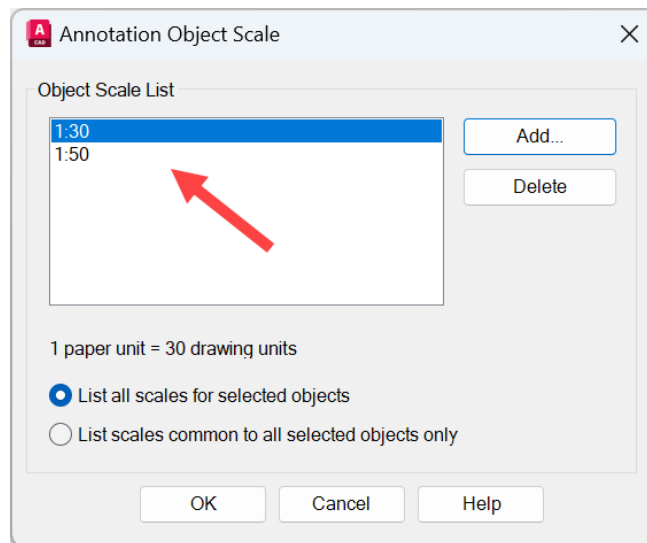 A CAD Annotation Object Scale
Object Scale List
1:30
1:50
Add...
Delete
1 paper unit = 30 drawing units
List all scales for selected objects
List scales common to all selected objects only
OK Cancel Help